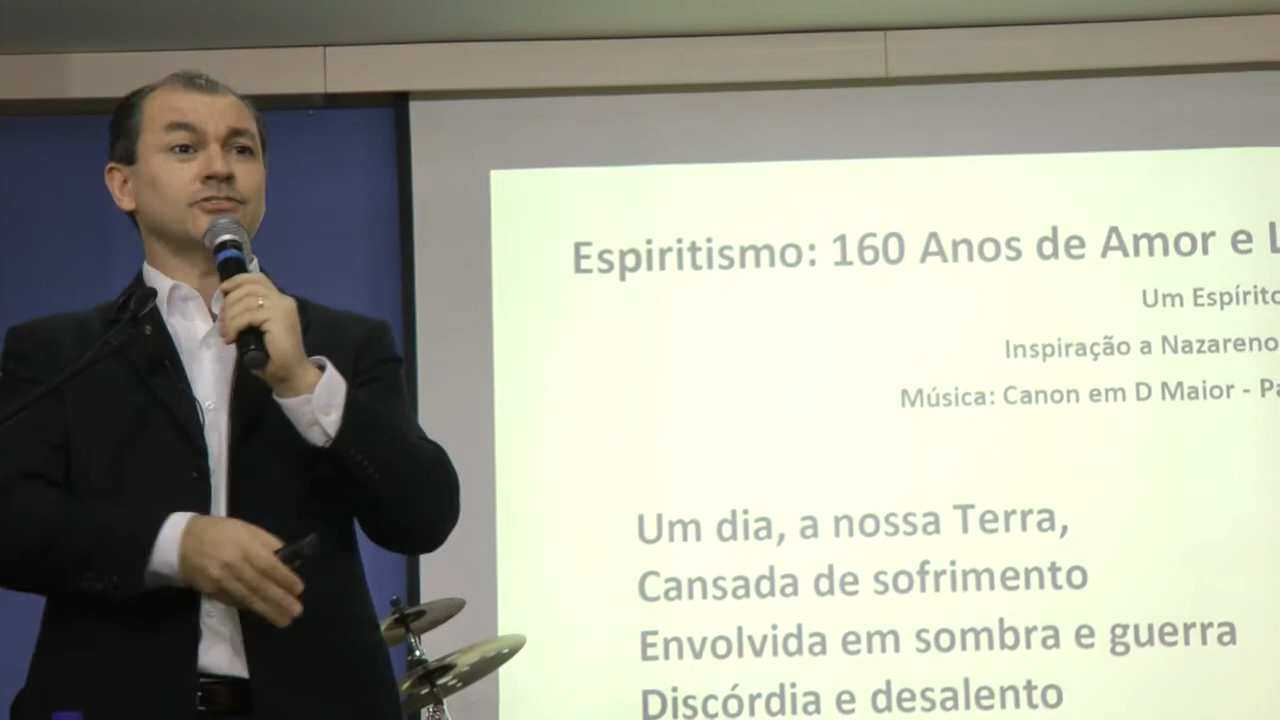 Espiritismo: 160 Anos de Amor e
Um Espírito
Inspiração a Nazareno
Música: Canon em D Maior -
Um dia, a nossa Terra,
Cansada de sofrimento
Envolvida em sombra e guerra
Discórdia e desalento